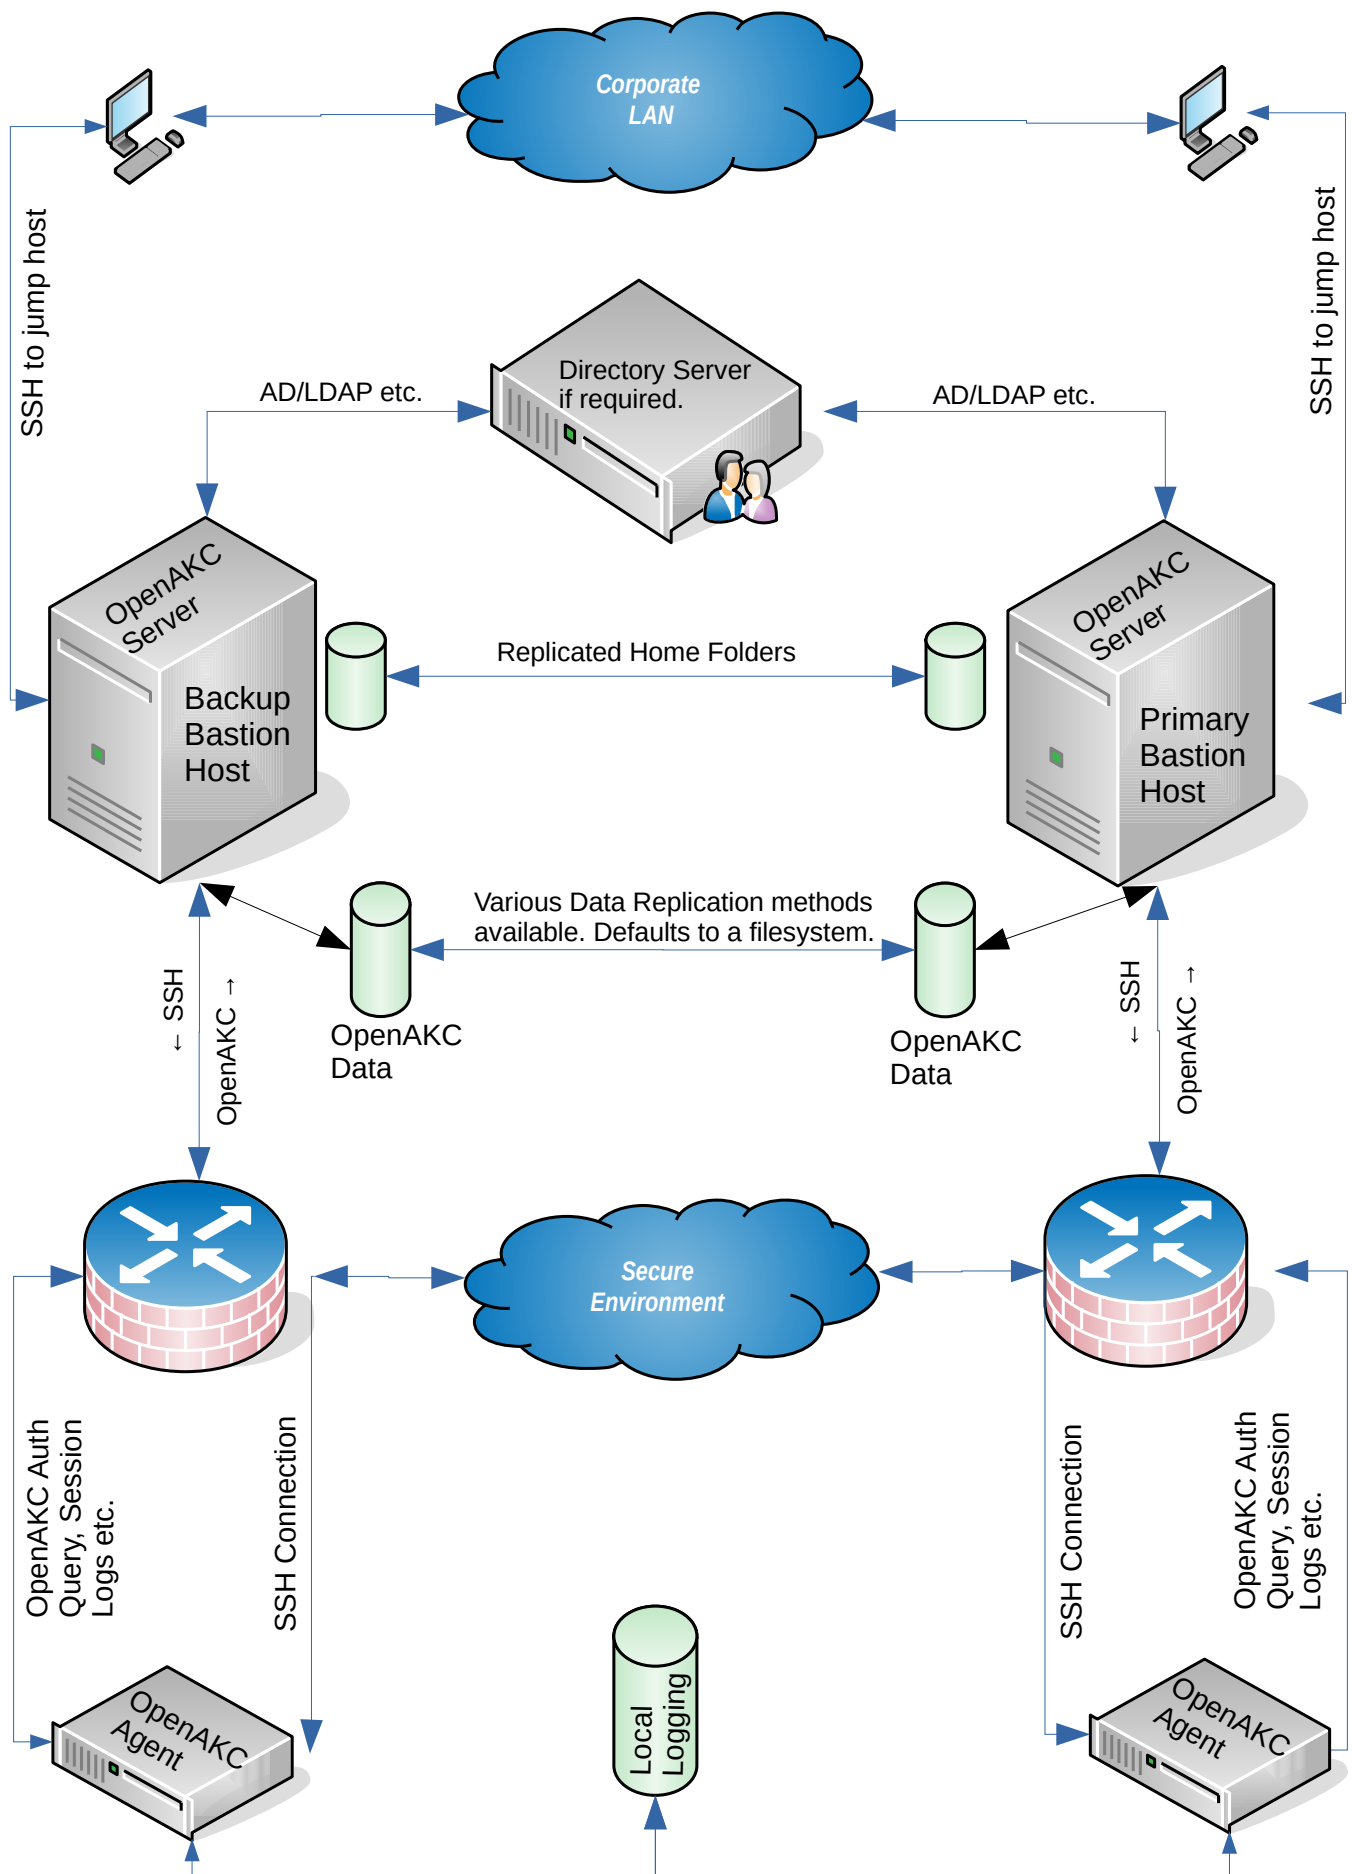 Corporate
LAN
SSH to jump host
SSH to jump host
Directory Server
if required.
AD/LDAP etc.
AD/LDAP etc.
OpenAKC
Server
OpenAKC
Server
Replicated Home Folders
Backup
Bastion
Host
Primary
Bastion
Host
Various Data Replication methods
available. Defaults to a filesystem.
← SSH
OpenAKC →
← SSH
OpenAKC →
OpenAKC
Data
OpenAKC
Data
Secure
Environment
OpenAKC Auth
Query, Session
Logs etc.
SSH Connection
SSH Connection
OpenAKC Auth
Query, Session
Logs etc.
OpenAKC
Agent
Local
Logging
OpenAKC
Agent